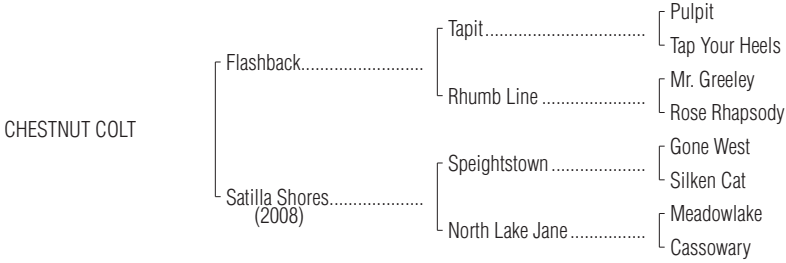 Pulpit
Tapit................................
Tap Your Heels
Flashback.........................
Mr. Greeley
Rhumb Line .....................
Rose Rhapsody
CHESTNUT COLT
Gone West
Speightstown ...................
Silken Cat
Satilla Shores...................
(2008)
Meadowlake
North Lake Jane...............
Cassowary